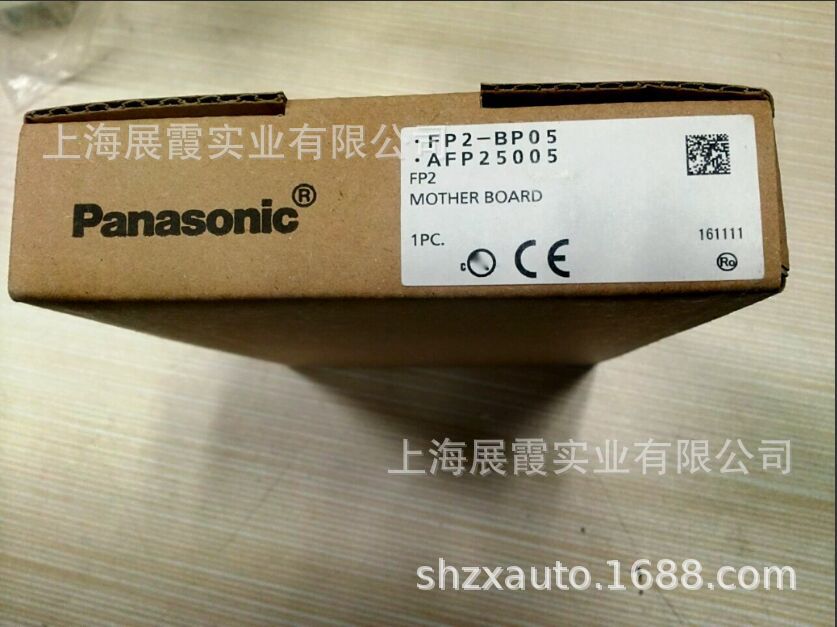 上海展霞实业有限公司
Panasonic®
·FP2-BP05
·AFP25005
FP2
MOTHER BOARD
1PC.
161111
c
CE
Ro
上海展霞实业有限公司
shzxauto.1688.com